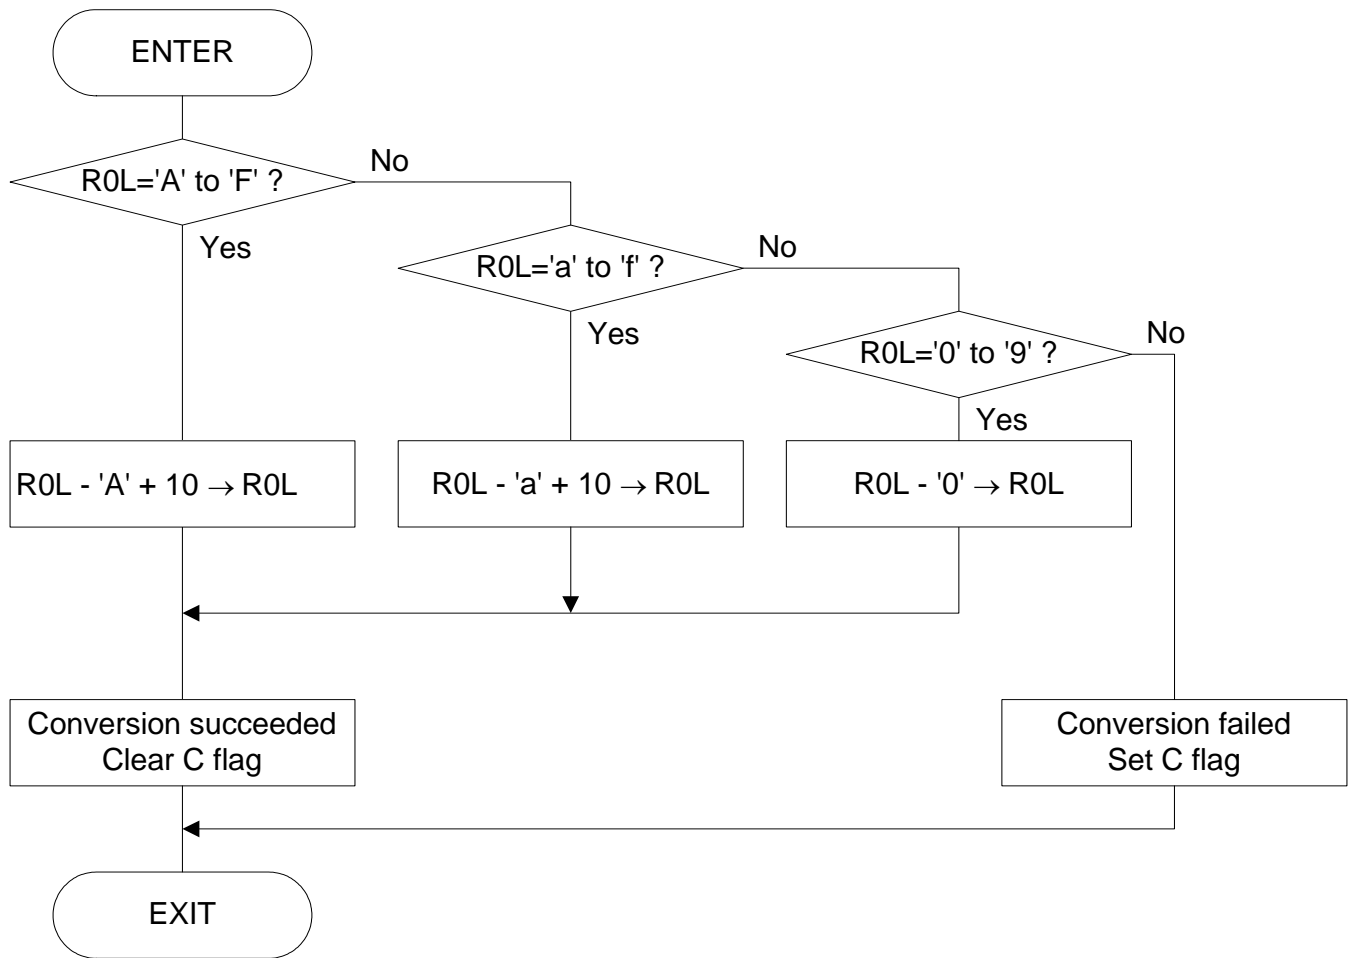 ENTER
R0L='A' to 'F' ?
No
Yes
R0L='a' to 'f' ?
No
Yes
R0L='0' to '9' ?
No
Yes
R0L - 'A' + 10 → R0L
R0L - 'a' + 10 → R0L
R0L - '0' → R0L
Conversion succeeded
Clear C flag
Conversion failed
Set C flag
EXIT